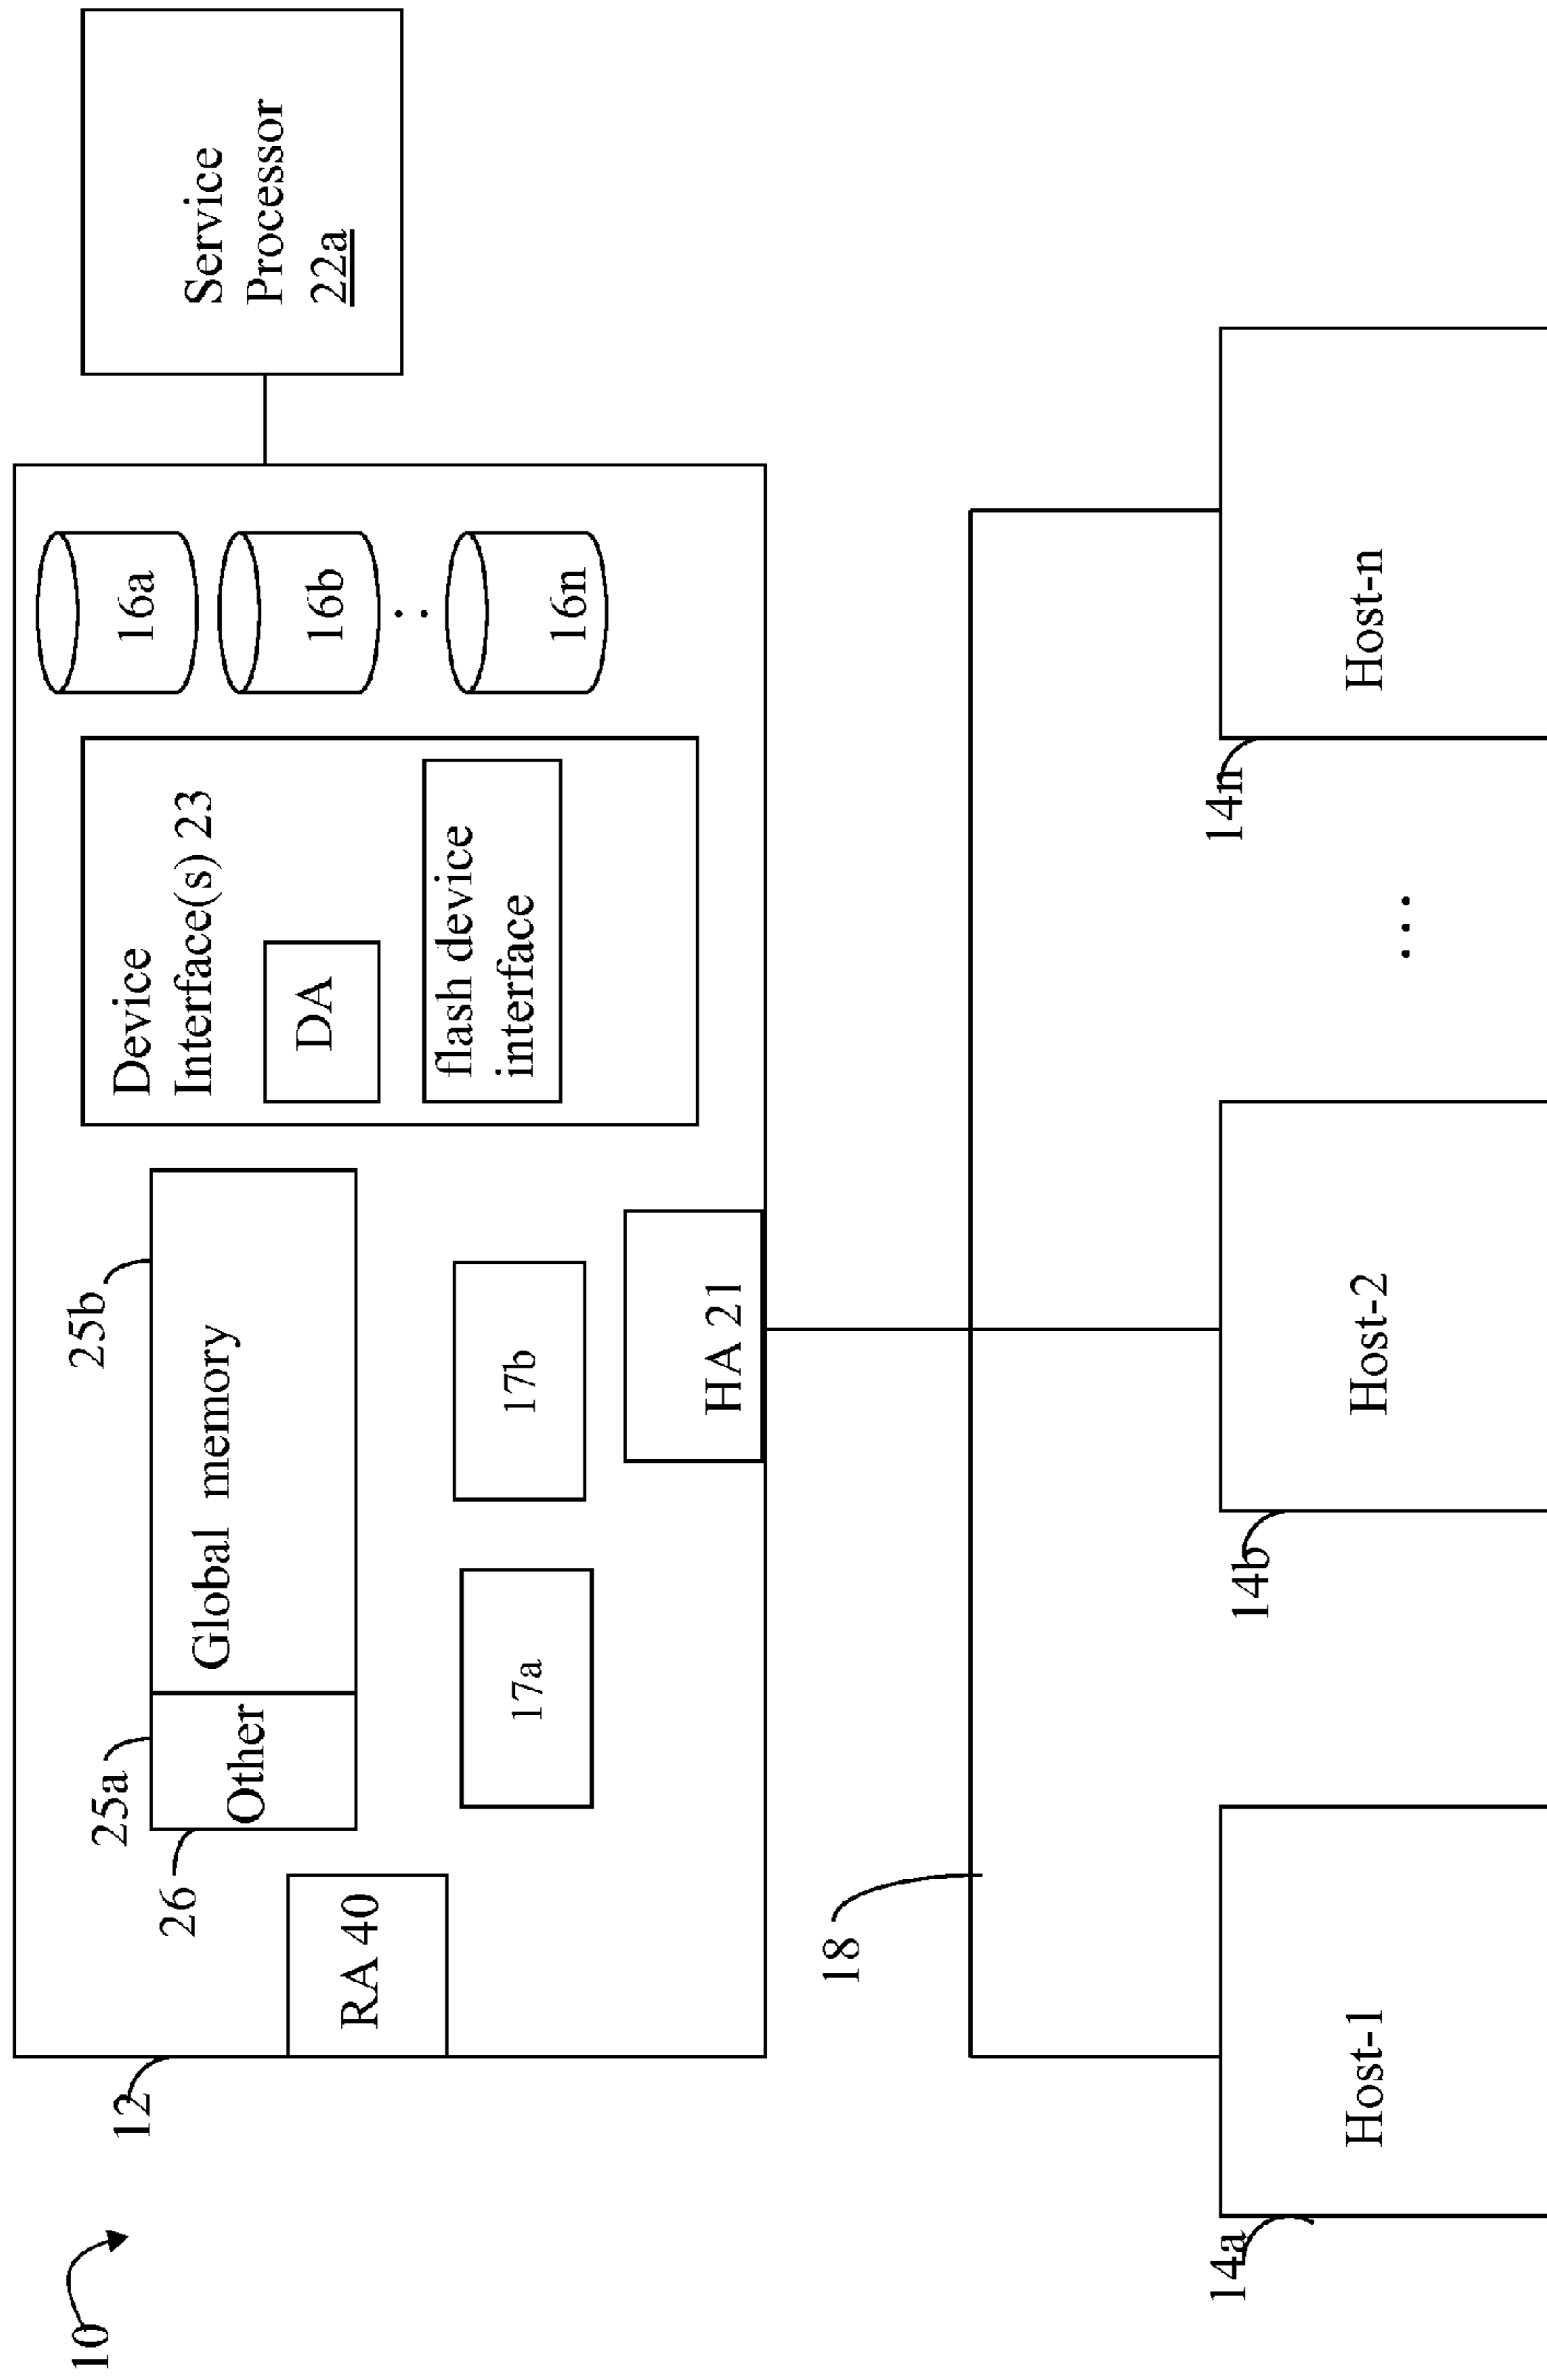 10
12
RA 40
26
25a
Other
25b
Global memory
17a
17b
HA 21
Device
Interface(s) 23
DA
flash device
interface
16a
16b
16n
Service
Processor
22a
18
14a
Host-1
14b
Host-2
...
14n
Host-n